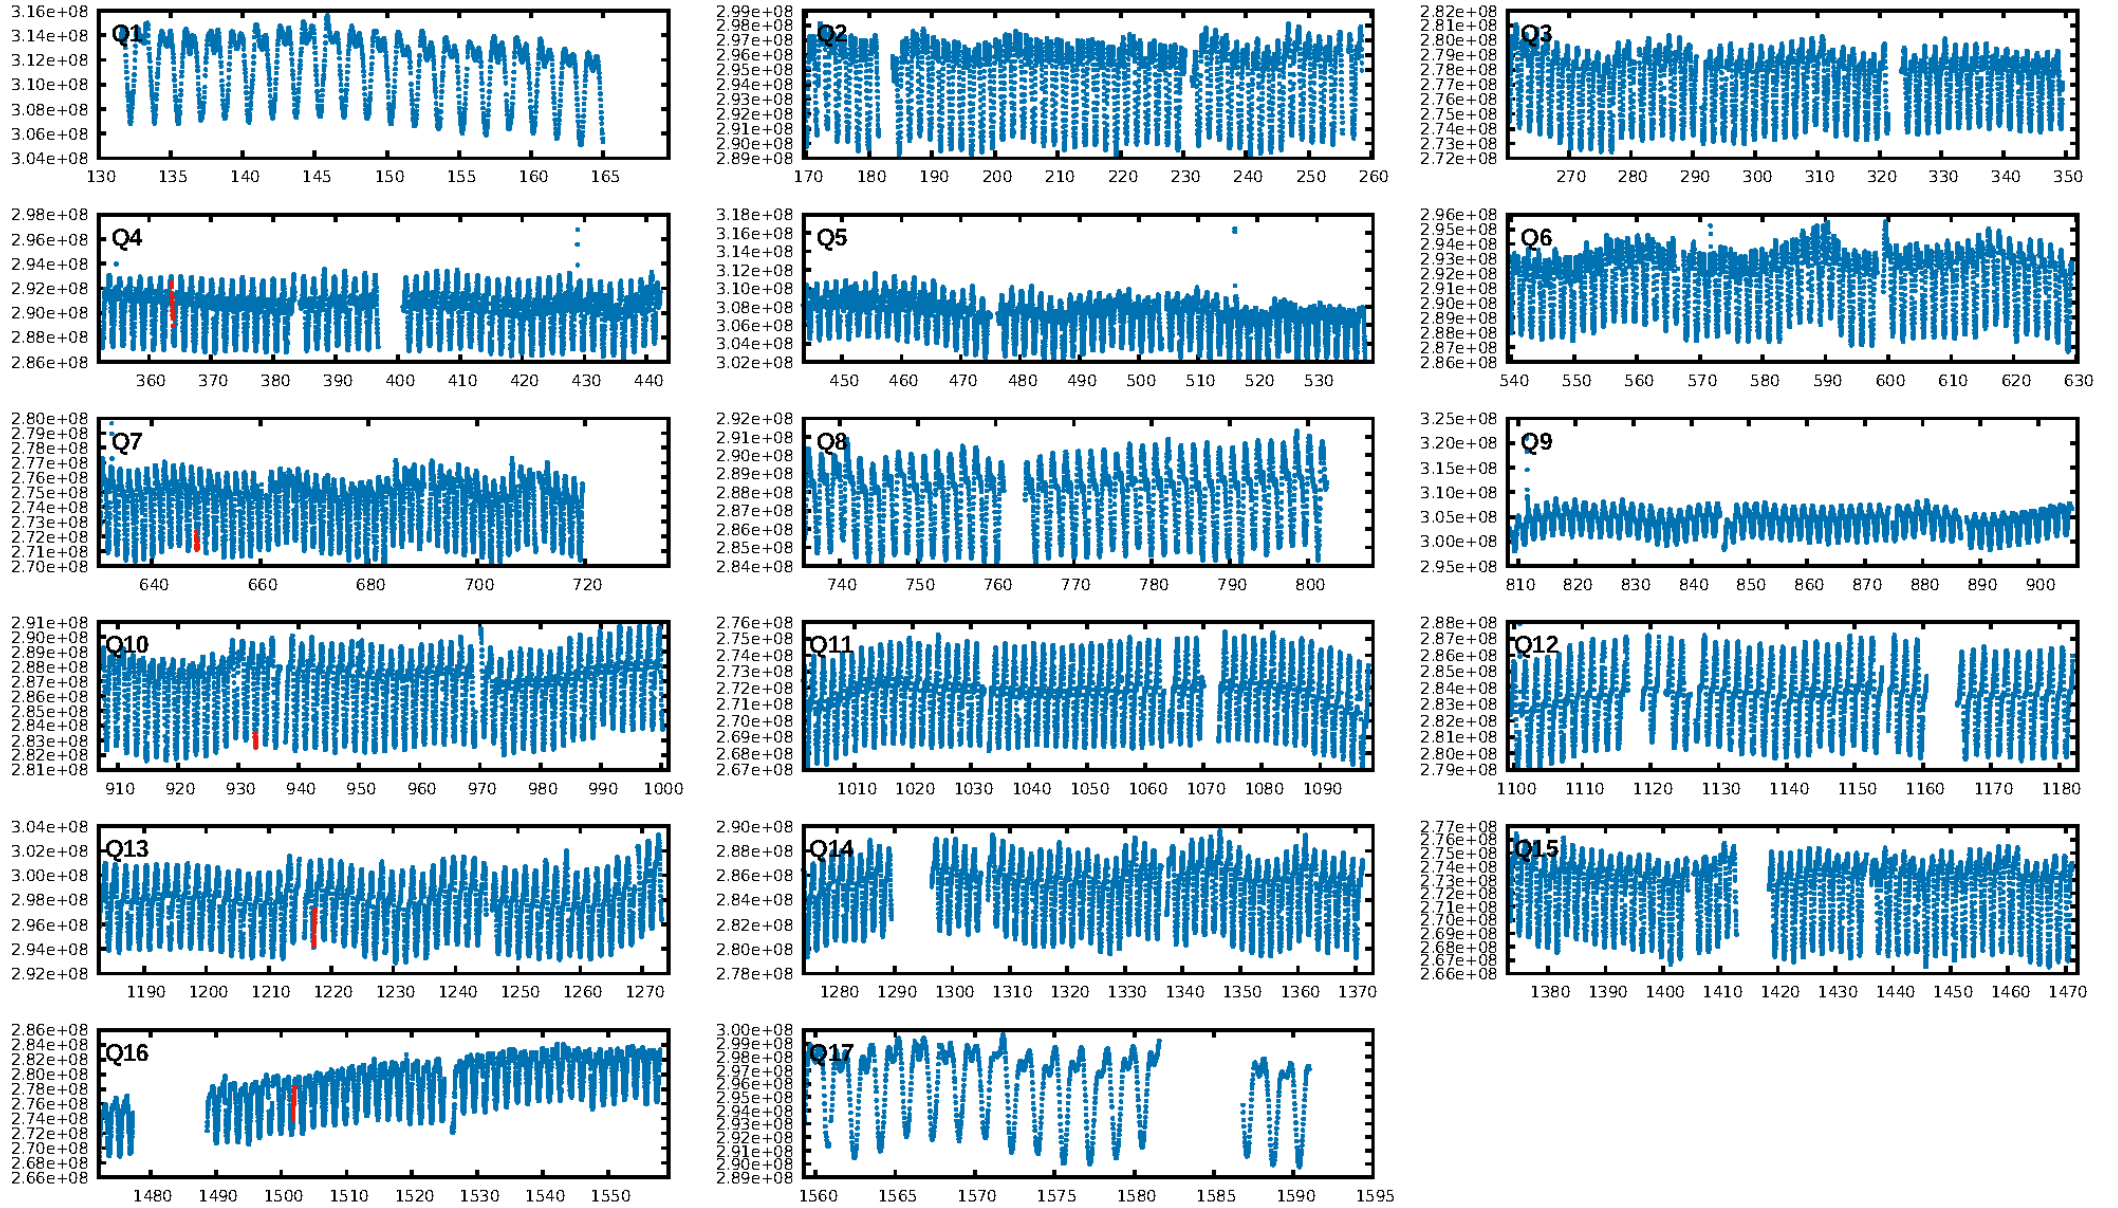 3.16e+08
3.14e+08
3.12e+08
3.10e+08
3.08e+08
3.06e+08
3.04e+08
Q1
130 135 140 145 150 155 160 165
2.99e+08
2.98e+08
2.97e+08
2.96e+08
2.95e+08
2.94e+08
2.93e+08
2.92e+08
2.91e+08
2.90e+08
2.89e+08
Q2
170 180 190 200 210 220 230 240 250 260
2.82e+08
2.81e+08
2.80e+08
2.79e+08
2.78e+08
2.77e+08
2.76e+08
2.75e+08
2.74e+08
2.73e+08
2.72e+08
Q3
270 280 290 300 310 320 330 340 350
2.98e+08
2.96e+08
2.94e+08
2.92e+08
2.90e+08
2.88e+08
2.86e+08
Q4
360 370 380 390 400 410 420 430 440
3.18e+08
3.16e+08
3.14e+08
3.12e+08
3.10e+08
3.08e+08
3.06e+08
3.04e+08
3.02e+08
Q5
450 460 470 480 490 500 510 520 530
2.96e+08
2.95e+08
2.94e+08
2.93e+08
2.92e+08
2.91e+08
2.90e+08
2.89e+08
2.88e+08
2.87e+08
2.86e+08
Q6
540 550 560 570 580 590 600 610 620 630
2.80e+08
2.79e+08
2.78e+08
2.77e+08
2.76e+08
2.75e+08
2.74e+08
2.73e+08
2.72e+08
2.71e+08
2.70e+08
Q7
640 660 680 700 720
2.92e+08
2.91e+08
2.90e+08
2.89e+08
2.88e+08
2.87e+08
2.86e+08
2.85e+08
2.84e+08
Q8
740 750 760 770 780 790 800
3.25e+08
3.20e+08
3.15e+08
3.10e+08
3.05e+08
3.00e+08
2.95e+08
Q9
810 820 830 840 850 860 870 880 890 900
2.91e+08
2.90e+08
2.89e+08
2.88e+08
2.87e+08
2.86e+08
2.85e+08
2.84e+08
2.83e+08
2.82e+08
2.81e+08
Q10
910 920 930 940 950 960 970 980 990 1000
2.76e+08
2.75e+08
2.74e+08
2.73e+08
2.72e+08
2.71e+08
2.70e+08
2.69e+08
2.68e+08
2.67e+08
Q11
1010 1020 1030 1040 1050 1060 1070 1080 1090
2.88e+08
2.87e+08
2.86e+08
2.85e+08
2.84e+08
2.83e+08
2.82e+08
2.81e+08
2.80e+08
2.79e+08
Q12
1100 1110 1120 1130 1140 1150 1160 1170 1180
3.04e+08
3.02e+08
3.00e+08
2.98e+08
2.96e+08
2.94e+08
2.92e+08
Q13
1190 1200 1210 1220 1230 1240 1250 1260 1270
2.90e+08
2.88e+08
2.86e+08
2.84e+08
2.82e+08
2.80e+08
2.78e+08
Q14
1280 1290 1300 1310 1320 1330 1340 1350 1360 1370
2.77e+08
2.76e+08
2.75e+08
2.74e+08
2.73e+08
2.72e+08
2.71e+08
2.70e+08
2.69e+08
2.68e+08
2.67e+08
2.66e+08
Q15
1380 1390 1400 1410 1420 1430 1440 1450 1460 1470
2.86e+08
2.84e+08
2.82e+08
2.80e+08
2.78e+08
2.76e+08
2.74e+08
2.72e+08
2.70e+08
2.68e+08
2.66e+08
Q16
1480 1490 1500 1510 1520 1530 1540 1550
3.00e+08
2.99e+08
2.98e+08
2.97e+08
2.96e+08
2.95e+08
2.94e+08
2.93e+08
2.92e+08
2.91e+08
2.90e+08
2.89e+08
Q17
1560 1565 1570 1575 1580 1585 1590 1595